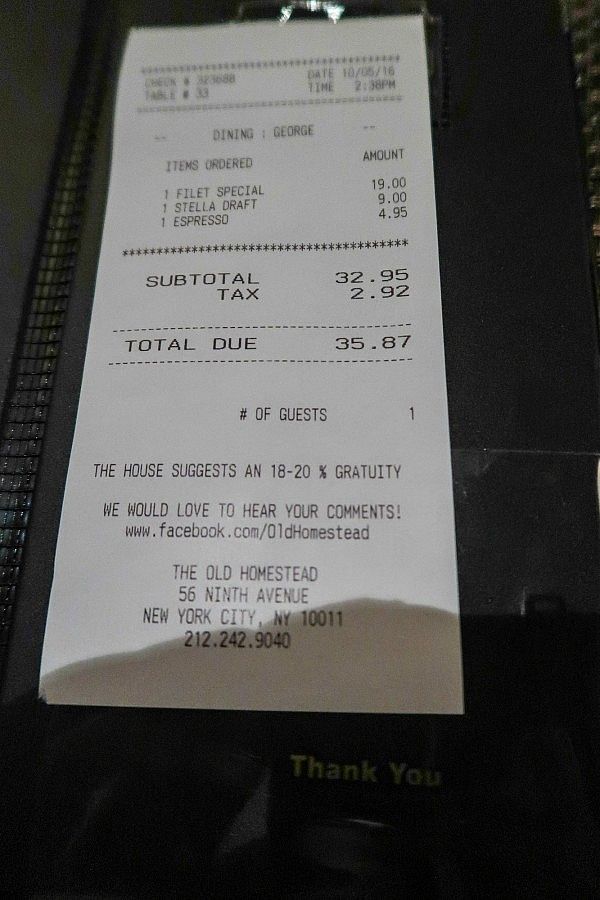 ****************************************
CHECK # 323688 DATE 10/05/16
TABLE # 33 TIME 2:38PM
----------------------------------------
-- DINING : GEORGE --
ITEMS ORDERED AMOUNT
1 FILET SPECIAL 19.00
1 STELLA DRAFT 9.00
1 ESPRESSO 4.95
****************************************
SUBTOTAL 32.95
TAX 2.92
----------------------------------------
TOTAL DUE 35.87
----------------------------------------
# OF GUESTS 1
THE HOUSE SUGGESTS AN 18-20 % GRATUITY
WE WOULD LOVE TO HEAR YOUR COMMENTS!
www.facebook.com/OldHomestead
THE OLD HOMESTEAD
56 NINTH AVENUE
NEW YORK CITY, NY 10011
212.242.9040
Thank You